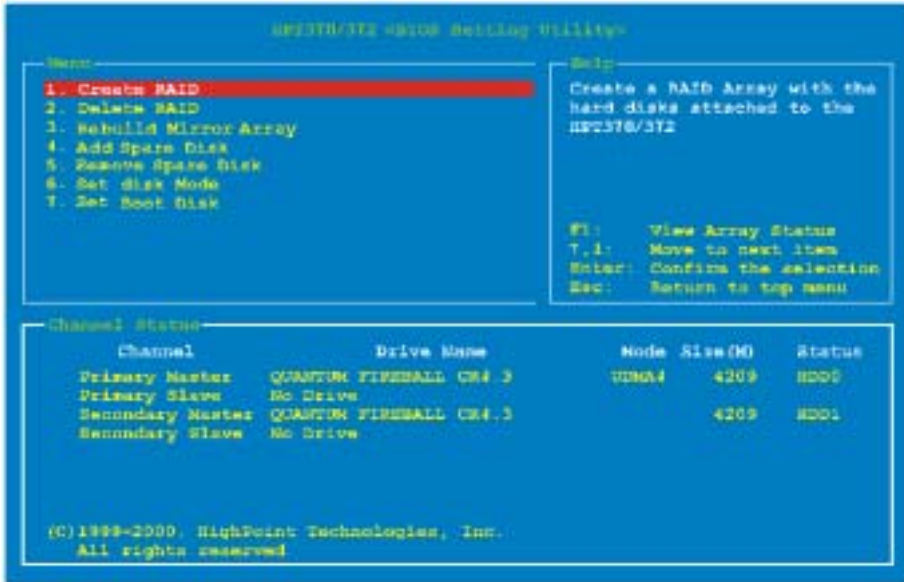 HPT370/372 <BIOS Setting Utility>
Menu
1. Create RAID
2. Delete RAID
3. Rebuild Mirror Array
4. Add Spare Disk
5. Remove Spare Disk
6. Set disk Mode
7. Set Boot Disk
Help
Create a RAID Array with the
hard disks attached to the
HPT370/372
F1: View Array Status
↑,↓: Move to next item
Enter: Confirm the selection
Esc: Return to top menu
Channel Status
Channel Drive Name Mode Size(M) Status
Primary Master QUANTUM FIREBALL CR4.3 UDMA4 4209 HDD0
Primary Slave No Drive
Secondary Master QUANTUM FIREBALL CR4.3 4209 HDD1
Secondary Slave No Drive
(C)1999-2000. HighPoint Technologies, Inc.
All rights reserved